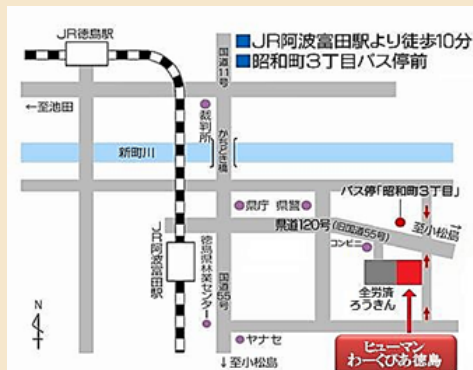 JR徳島駅
■JR阿波富田駅より徒歩10分
■昭和町3丁目バス停前
国道11号
←至池田
裁判所
かちどき橋
新町川
バス停「昭和町3丁目」
県庁 県警
県道120号(旧国道55号)
至小松島→
コンビニ
JR阿波富田駅
徳島県林業センター
国道55号
全労済
ろうきん
N
ヤナセ
↓至小松島
ヒューマン
わーくぴあ徳島